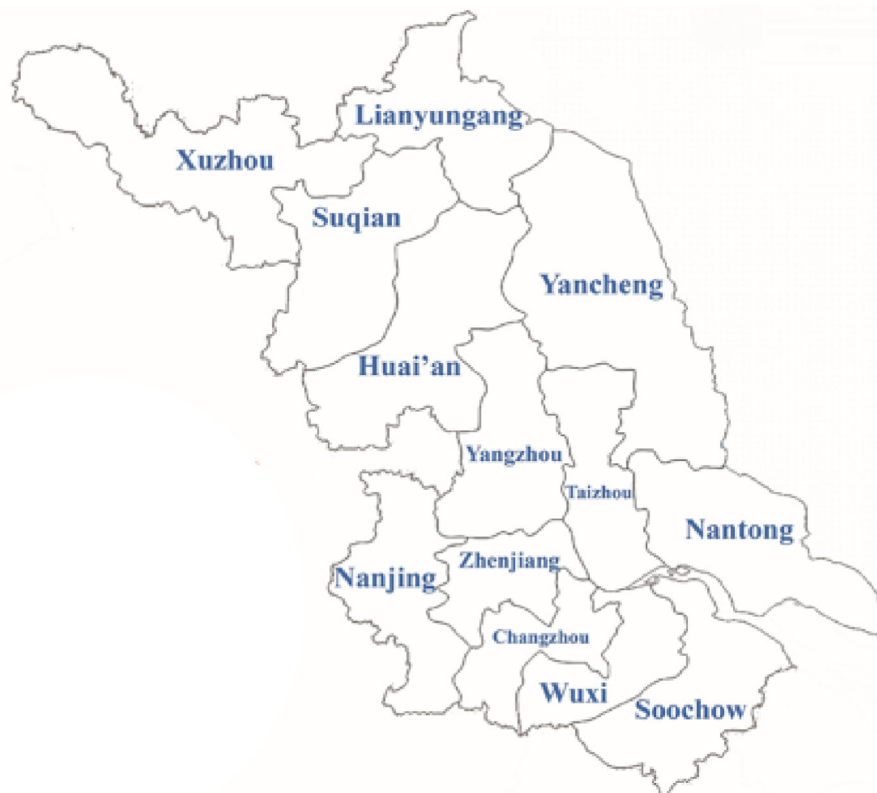 Lianyungang
Xuzhou
Suqian
Yancheng
Huai’an
Yangzhou
Taizhou
Nantong
Zhenjiang
Nanjing
Changzhou
Wuxi
Soochow